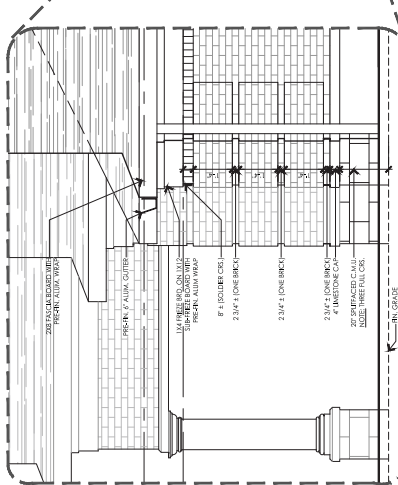 2X8 FASCIA BOARD WITH
PRE-FIN. ALUM. WRAP
PRE-FIN. 6" ALUM. GUTTER
1X4 FRIEZE BRD. ON 1X12
SUB-FRIEZE BOARD WITH
PRE-FIN. ALUM. WRAP
8" ± (SOLDIER CRS.)
2 3/4" ± (ONE BRICK)
2 3/4" ± (ONE BRICK)
2 3/4" ± (ONE BRICK)
4" LIMESTONE CAP
20" SPLITFACED C.M.U.
NOTE: THREE FULL CRS.
FIN. GRADE